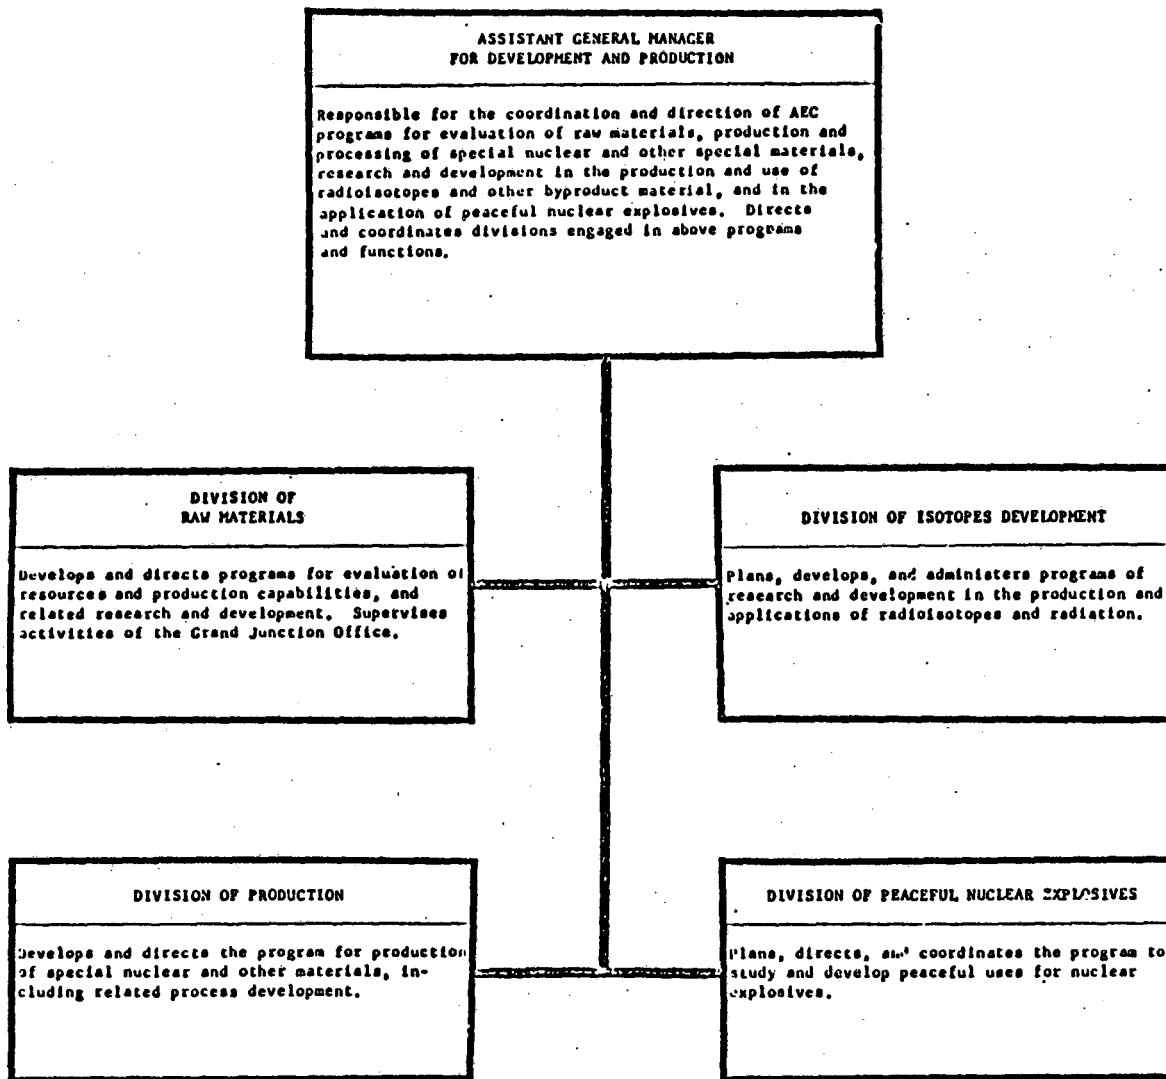 ASSISTANT GENERAL MANAGER
FOR DEVELOPMENT AND PRODUCTION
Responsible for the coordination and direction of AEC
programs for evaluation of raw materials, production and
processing of special nuclear and other special materials,
research and development in the production and use of
radioisotopes and other byproduct material, and in the
application of peaceful nuclear explosives. Directs
and coordinates divisions engaged in above programs
and functions.
DIVISION OF
RAW MATERIALS
Develops and directs programs for evaluation of
resources and production capabilities, and
related research and development. Supervises
activities of the Grand Junction Office.
DIVISION OF ISOTOPES DEVELOPMENT
Plans, develops, and administers programs of
research and development in the production and
applications of radioisotopes and radiation.
DIVISION OF PRODUCTION
Develops and directs the program for production
of special nuclear and other materials, in-
cluding related process development.
DIVISION OF PEACEFUL NUCLEAR EXPLOSIVES
Plans, directs, and coordinates the program to
study and develop peaceful uses for nuclear
explosives.